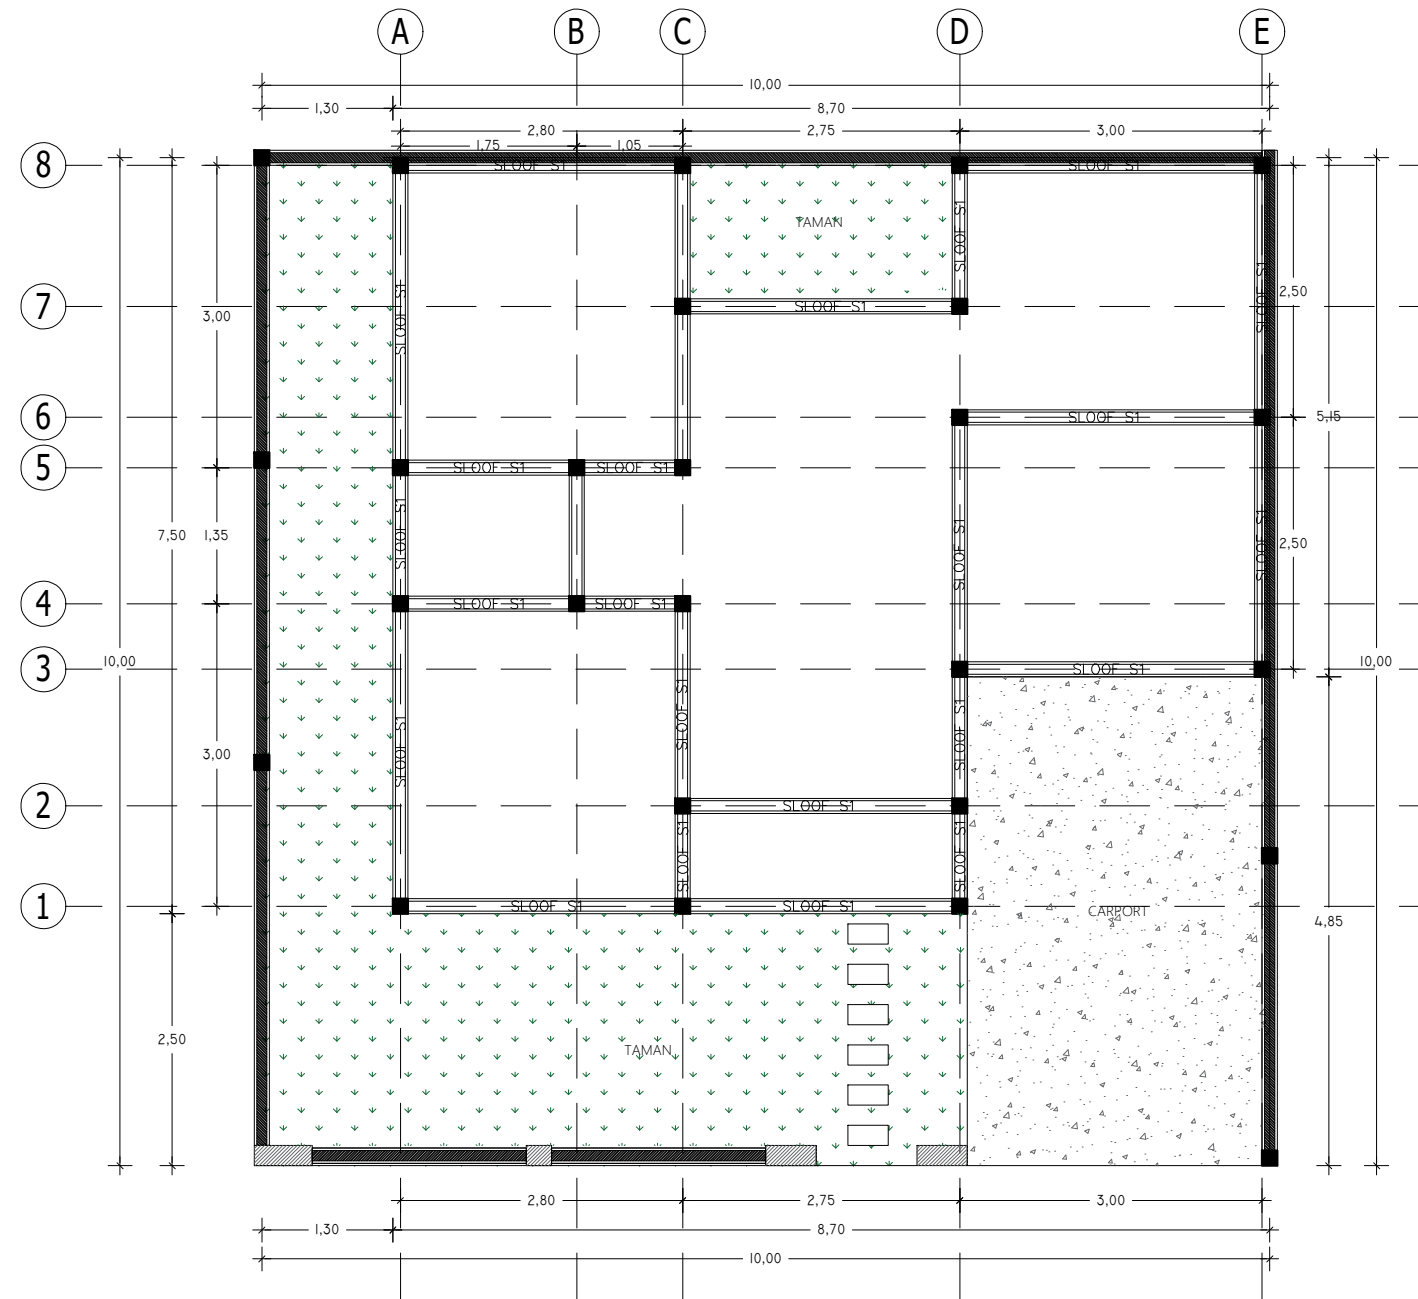 A B C D E
10,00
1,30 8,70
2,80 2,75 3,00
1,75 1,05
8
SLOOF S1 SLOOF S1
TAMAN
SLOOF S1
SLOOF S1
SLOOF S1
2,50
7
SLOOF S1
3,00
6
SLOOF S1
5,15
5
SLOOF S1 SLOOF S1
7,50
1,35
SLOOF S1
SLOOF S1
SLOOF S1
2,50
4
SLOOF S1 SLOOF S1
3
10,00
SLOOF S1
10,00
3,00
SLOOF S1
SLOOF S1
SLOOF S1
2
SLOOF S1
SLOOF S1
SLOOF S1
1
SLOOF S1 SLOOF S1
CARPORT
4,85
2,50
TAMAN
2,80 2,75 3,00
1,30 8,70
10,00